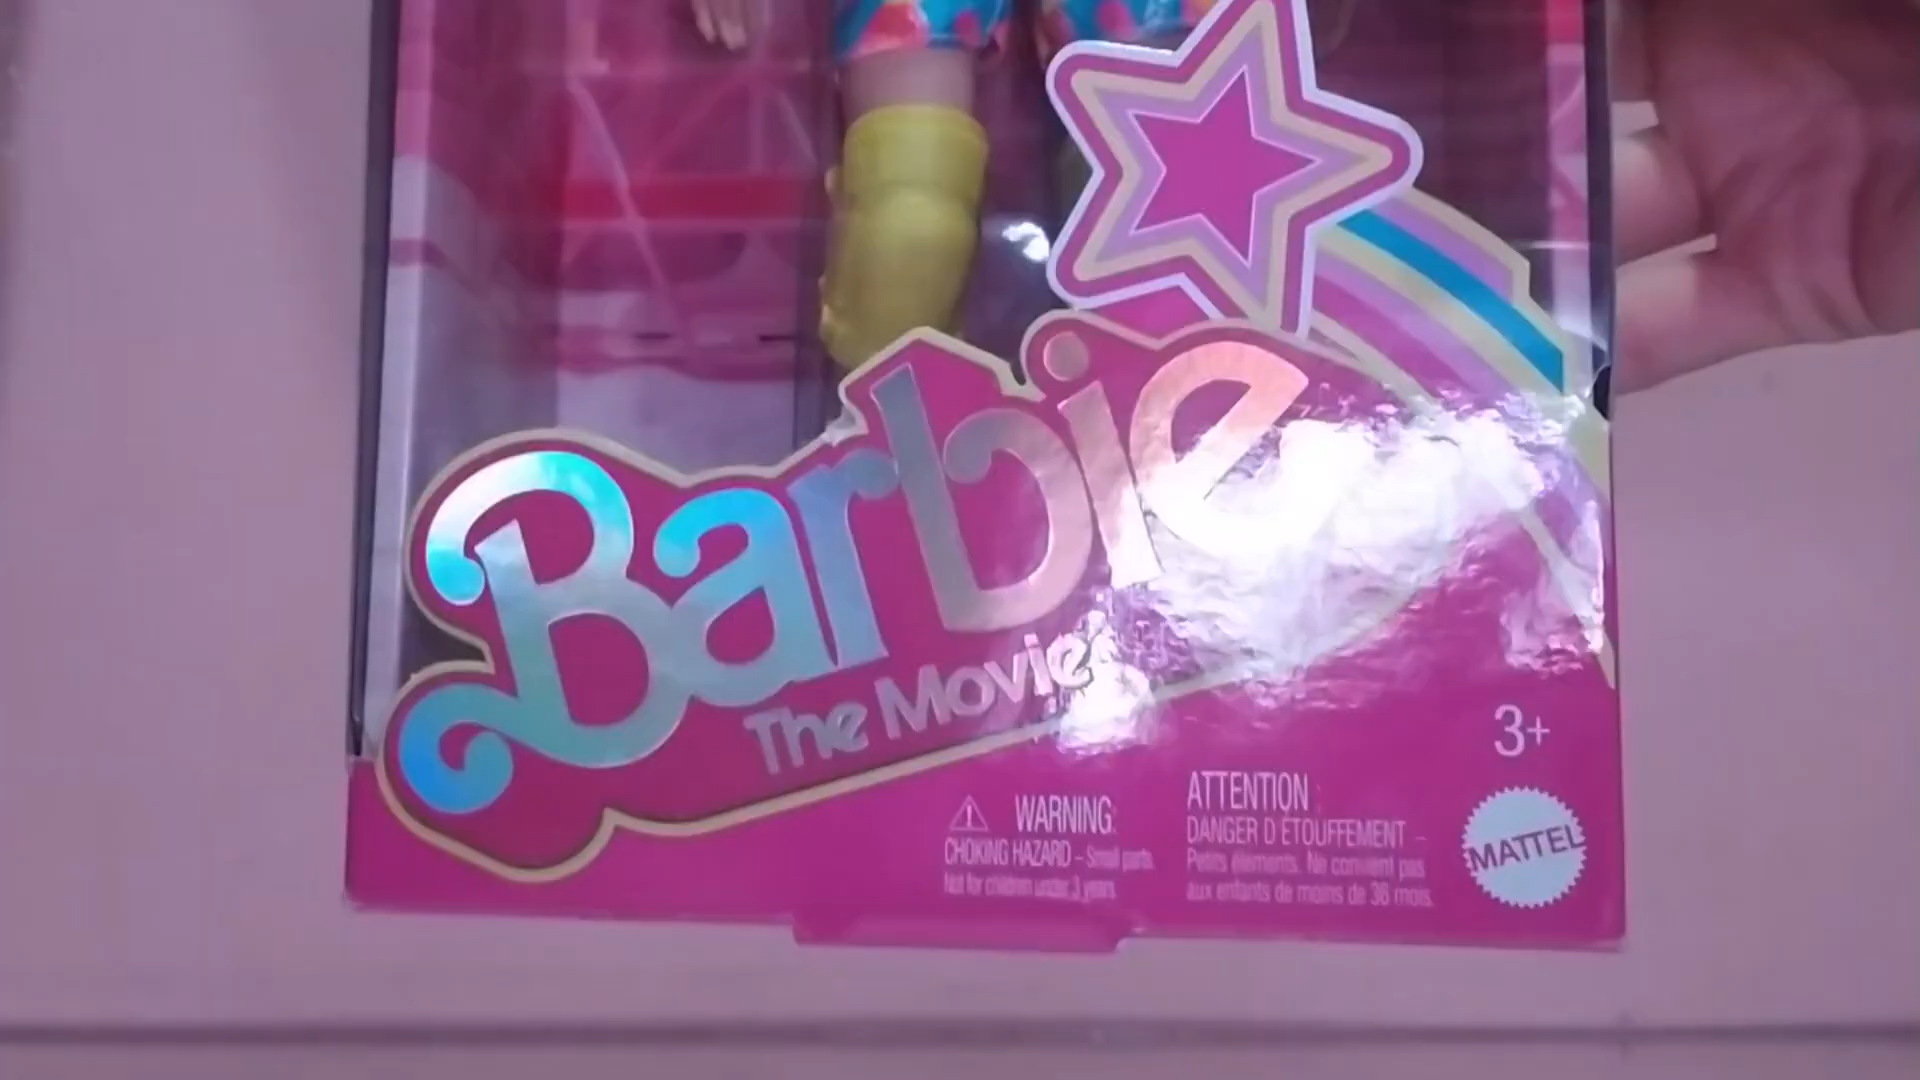 Barbie
The Movie
3+
WARNING:
CHOKING HAZARD – Small parts.
Not for children under 3 years.
ATTENTION :
DANGER D'ÉTOUFFEMENT –
Petits éléments. Ne convient pas
aux enfants de moins de 36 mois.
MATTEL